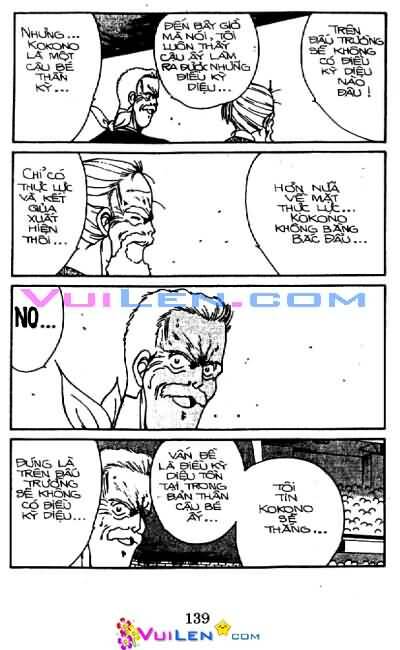 TRÊN
ĐẤU TRƯỜNG
BÊ KHÔNG
CÓ ĐIỀU
KỲ DIỆU
NÀO
ĐÂU!
ĐẾN BÂY GIỜ
MÀ NÓI, TÔI
LUÔN THẤY
CẬU ẤY LÀM
RA ĐƯỢC NHỮNG
ĐIỀU KỲ
DIỆU...
NHƯNG...
KOKONO
LÀ MỘT
CẬU BÉ
THẦN
KỲ...
HƠN NỮA
VỀ MẶT
THỰC LỰC...
KOKONO
KHÔNG BẰNG
BẮC ĐẨU...
CHỈ CÓ
THỰC LỰC
VÀ KẾT
QỦA
XUẤT
HIỆN
THÔI...
VUILEN.COM
NO...
TÔI
TIN
KOKONO
SẼ
THẮNG...
VẤN ĐỀ
LÀ ĐIỀU KỲ
DIỆU TỒN
TẠI TRONG
BẢN THÂN
CẬU BÉ
ẤY...
ĐÚNG LÀ
TRÊN ĐẤU
TRƯỜNG
BÊ KHÔNG
CÓ ĐIỀU
KỲ DIỆU...
139
VUILEN.COM